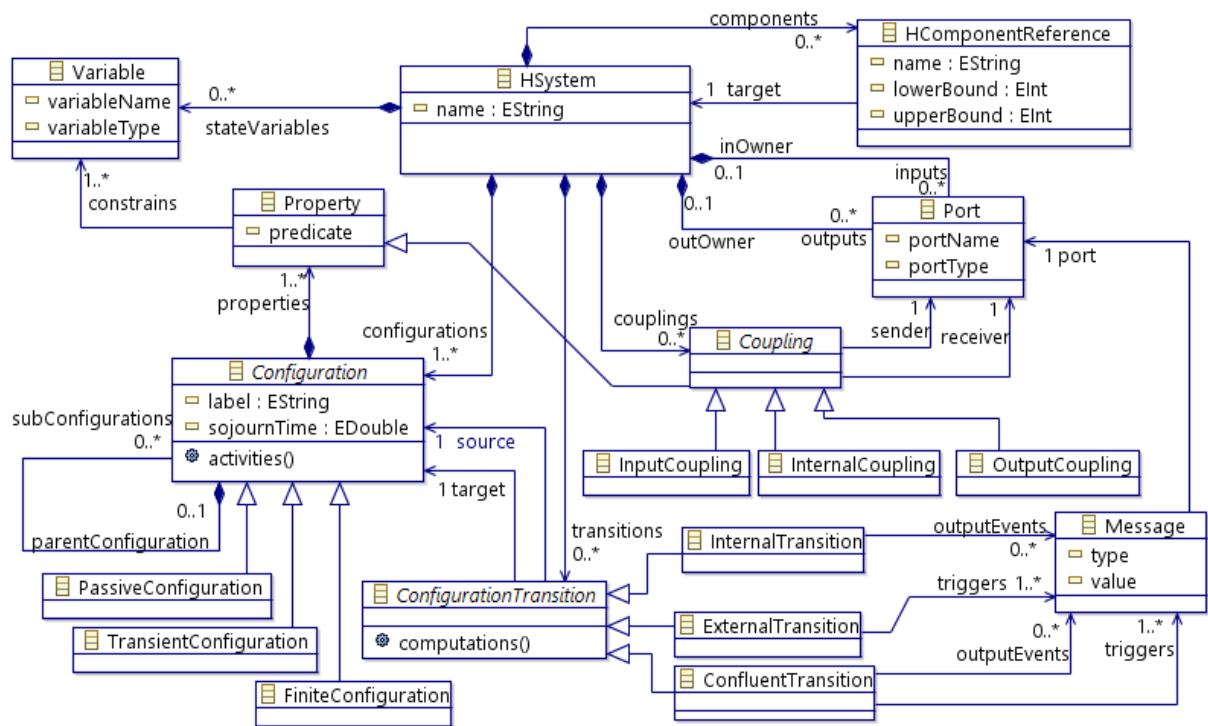 components
0..*
HComponentReference
name : EString
lowerBound : EInt
upperBound : EInt
Variable
variableName
variableType
0..*
stateVariables
HSystem
name : EString
1 target
inOwner
0..1
inputs
0..*
1..*
constrains
Property
predicate
0..1
outOwner
0..*
outputs
Port
portName
portType
1 port
1..*
properties
configurations
1..*
couplings
0..*
Coupling
1
sender
1
receiver
Configuration
label : EString
sojournTime : EDouble
activities()
subConfigurations
0..*
1 source
1 target
InputCoupling
InternalCoupling
OutputCoupling
0..1
parentConfiguration
transitions
0..*
InternalTransition
outputEvents
0..*
Message
type
value
PassiveConfiguration
ConfigurationTransition
computations()
triggers 1..*
ExternalTransition
TransientConfiguration
0..*
outputEvents
1..*
triggers
ConfluentTransition
FiniteConfiguration